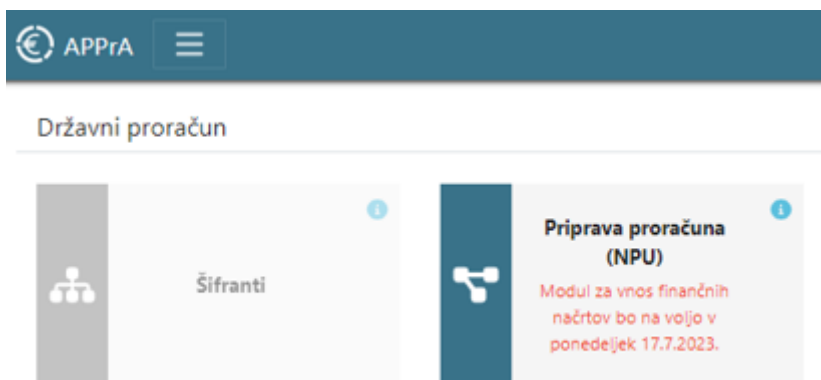 APPrA
Državni proračun
Šifranti
Priprava proračuna
(NPU)
Modul za vnos finančnih
načrtov bo na voljo v
ponedeljek 17.7.2023.